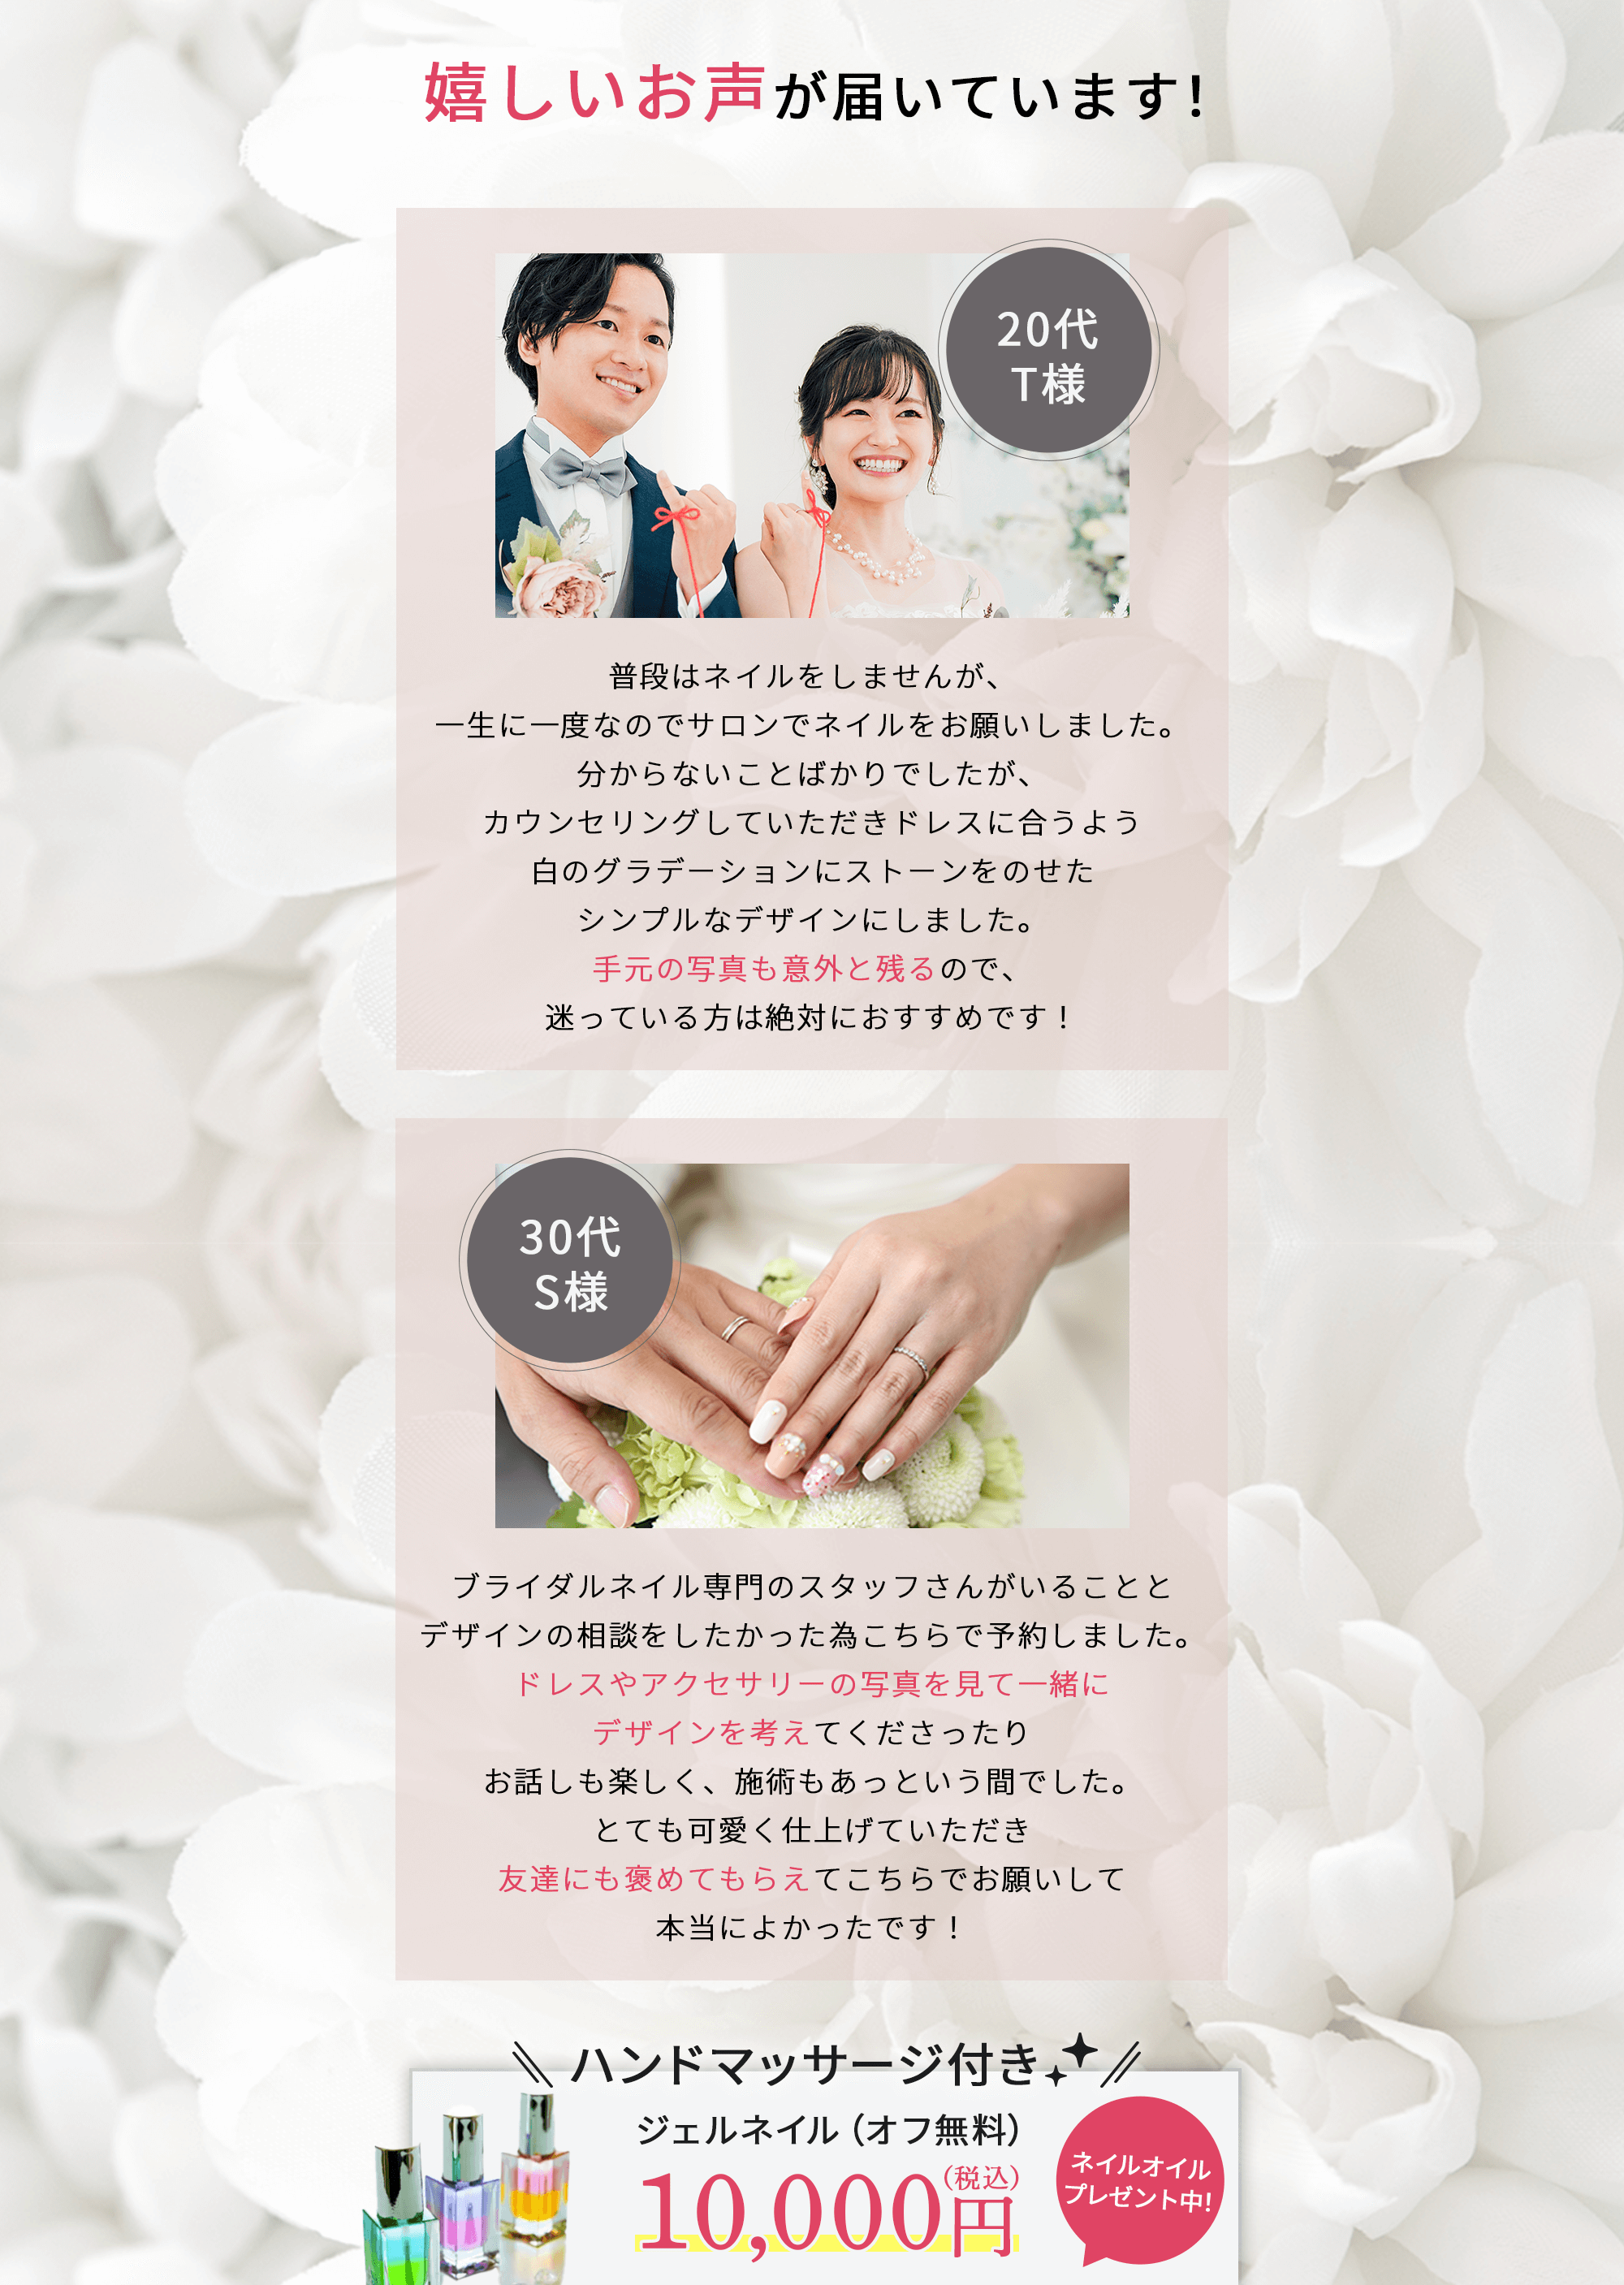 嬉しいお声が届いています！
20代
T様
普段はネイルをしませんが、
一生に一度なのでサロンでネイルをお願いしました。
分からないことばかりでしたが、
カウンセリングしていただきドレスに合うよう
白のグラデーションにストーンをのせた
シンプルなデザインにしました。
手元の写真も意外と残るので、
迷っている方は絶対におすすめです！
30代
S様
ブライダルネイル専門のスタッフさんがいることと
デザインの相談をしたかった為こちらで予約しました。
ドレスやアクセサリーの写真を見て一緒に
デザインを考えてくださったり
お話しも楽しく、施術もあっという間でした。
とても可愛く仕上げていただき
友達にも褒めてもらえてこちらでお願いして
本当によかったです！
ハンドマッサージ付き
ジェルネイル（オフ無料）
10,000円（税込）
ネイルオイル
プレゼント中！